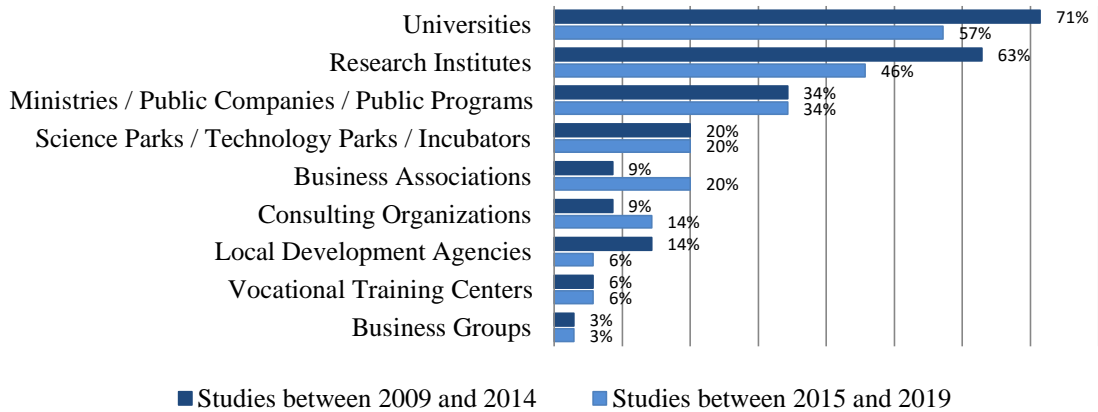 Universities
71%
57%
Research Institutes
63%
46%
Ministries / Public Companies / Public Programs
34%
34%
Science Parks / Technology Parks / Incubators
20%
20%
Business Associations
9%
20%
Consulting Organizations
9%
14%
Local Development Agencies
14%
6%
Vocational Training Centers
6%
6%
Business Groups
3%
3%
Studies between 2009 and 2014
Studies between 2015 and 2019